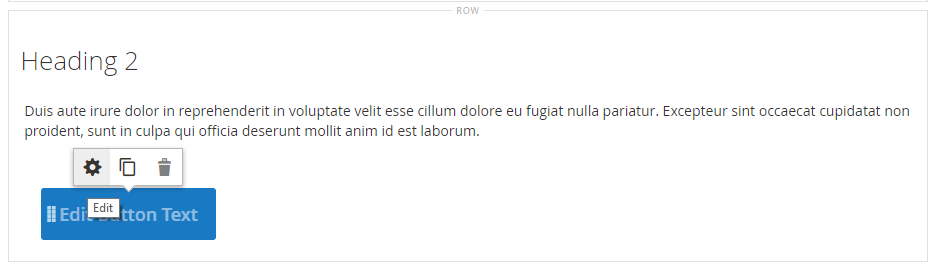 ROW
Heading 2
Duis aute irure dolor in reprehenderit in voluptate velit esse cillum dolore eu fugiat nulla pariatur. Excepteur sint occaecat cupidatat non
proident, sunt in culpa qui officia deserunt mollit anim id est laborum.
Edit Button Text
Edit